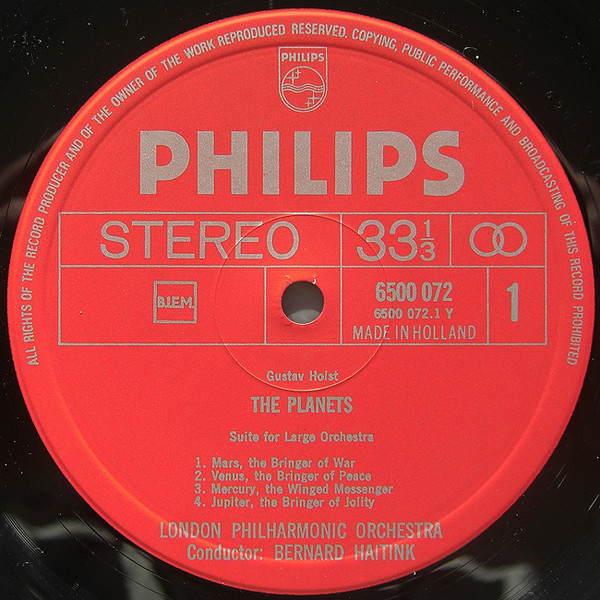 ALL RIGHTS OF THE RECORD PRODUCER AND OF THE OWNER OF THE WORK REPRODUCED RESERVED. COPYING, PUBLIC PERFORMANCE AND BROADCASTING OF THIS RECORD PROHIBITED
PHILIPS
PHILIPS
STEREO 33 1/3
B.I.E.M. 6500 072 1
6500 072.1 Y
MADE IN HOLLAND
Gustav Holst
THE PLANETS
Suite for Large Orchestra
1. Mars, the Bringer of War
2. Venus, the Bringer of Peace
3. Mercury, the Winged Messenger
4. Jupiter, the Bringer of Jolity
LONDON PHILHARMONIC ORCHESTRA
Conductor: BERNARD HAITINK